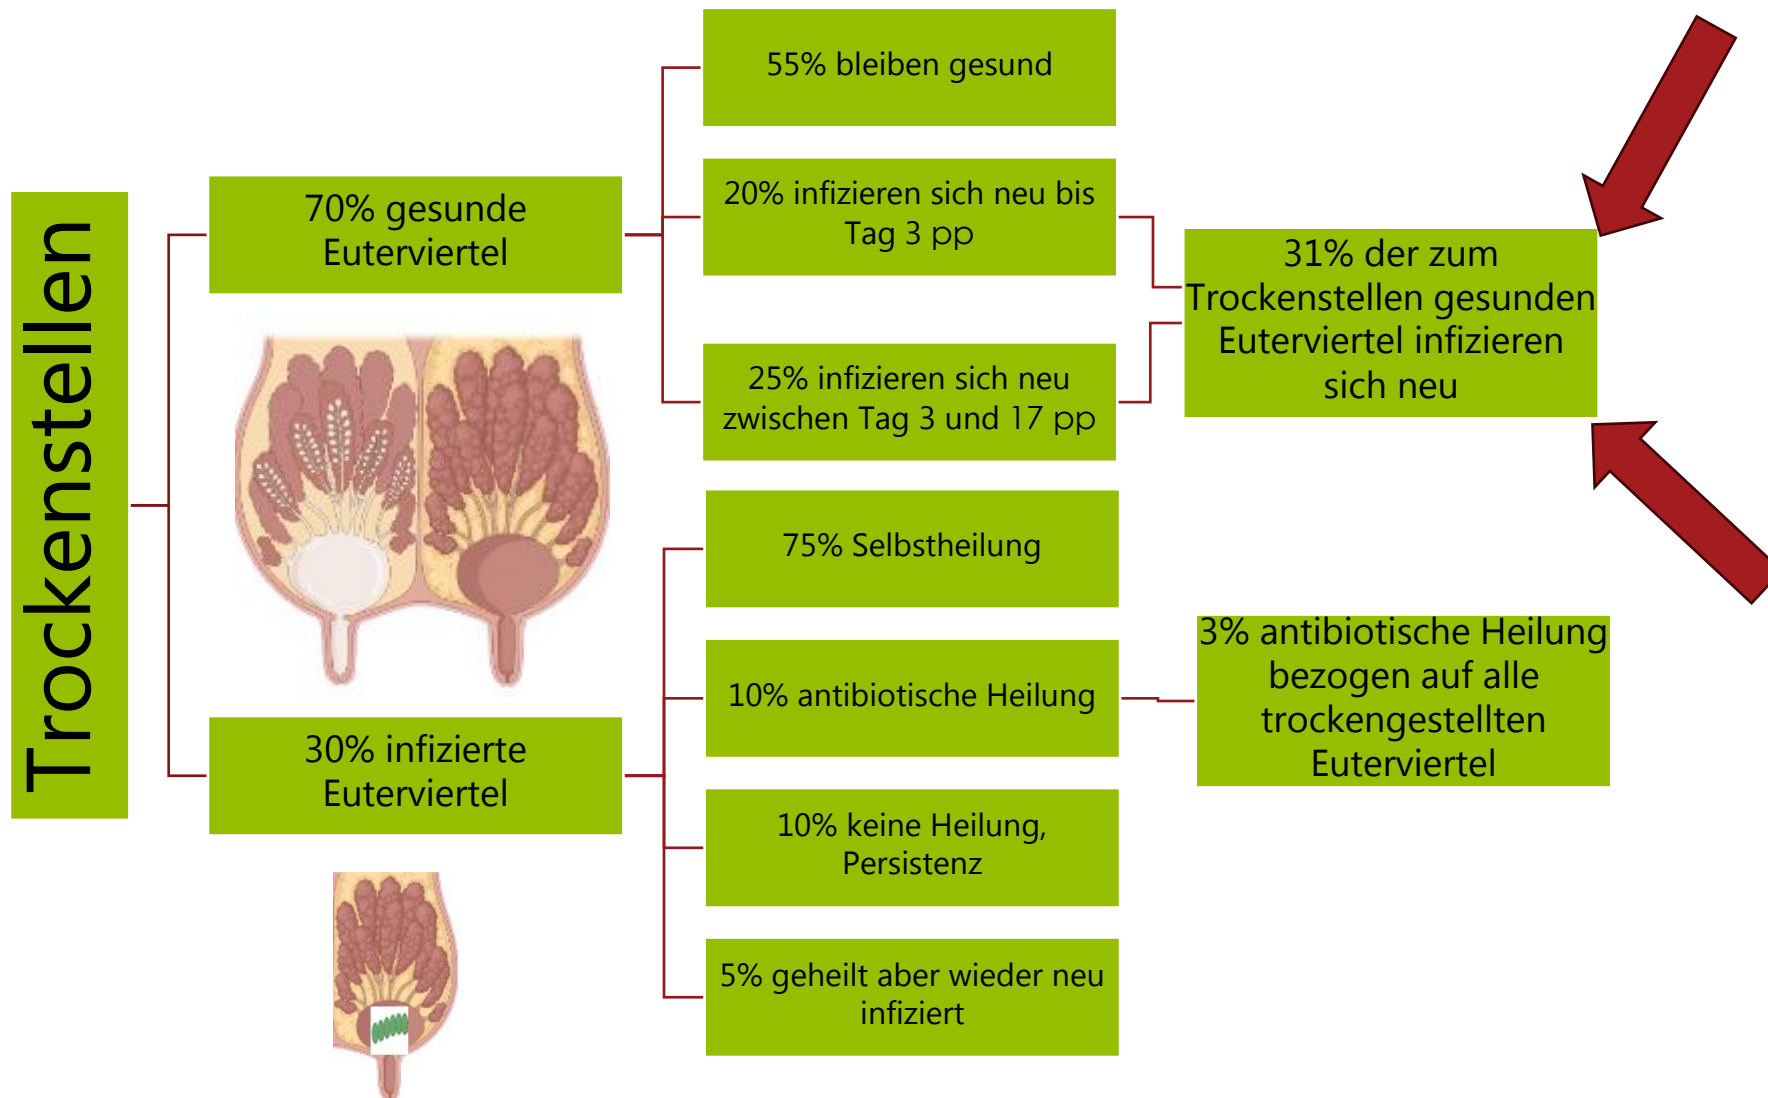 Trockenstellen
70% gesunde
Euterviertel
55% bleiben gesund
20% infizieren sich neu bis
Tag 3 pp
25% infizieren sich neu
zwischen Tag 3 und 17 pp
31% der zum
Trockenstellen gesunden
Euterviertel infizieren
sich neu
30% infizierte
Euterviertel
75% Selbstheilung
10% antibiotische Heilung
3% antibiotische Heilung
bezogen auf alle
trockengestellten
Euterviertel
10% keine Heilung,
Persistenz
5% geheilt aber wieder neu
infiziert